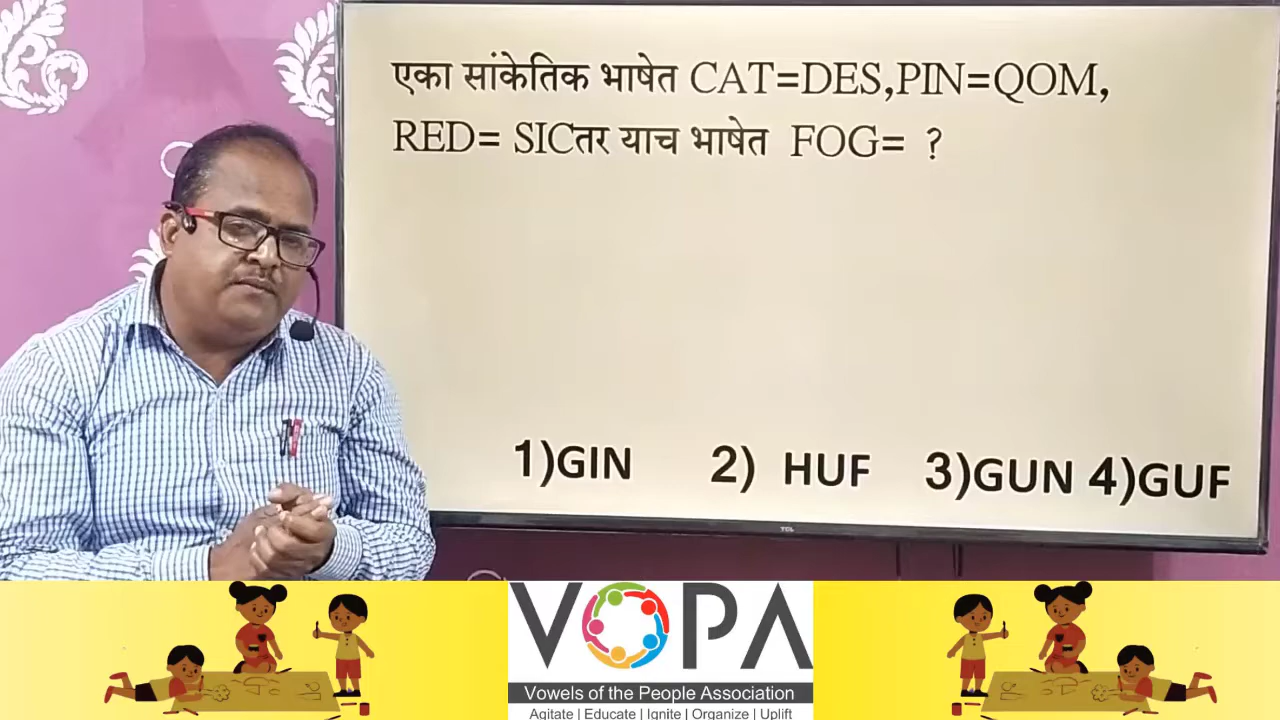 एका सांकेतिक भाषेत CAT=DES,PIN=QOM,
RED= SICतर याच भाषेत FOG= ?
1)GIN 2) HUF 3)GUN 4)GUF
TCL
VOPA
Vowels of the People Association
Agitate | Educate | Ignite | Organize | Uplift